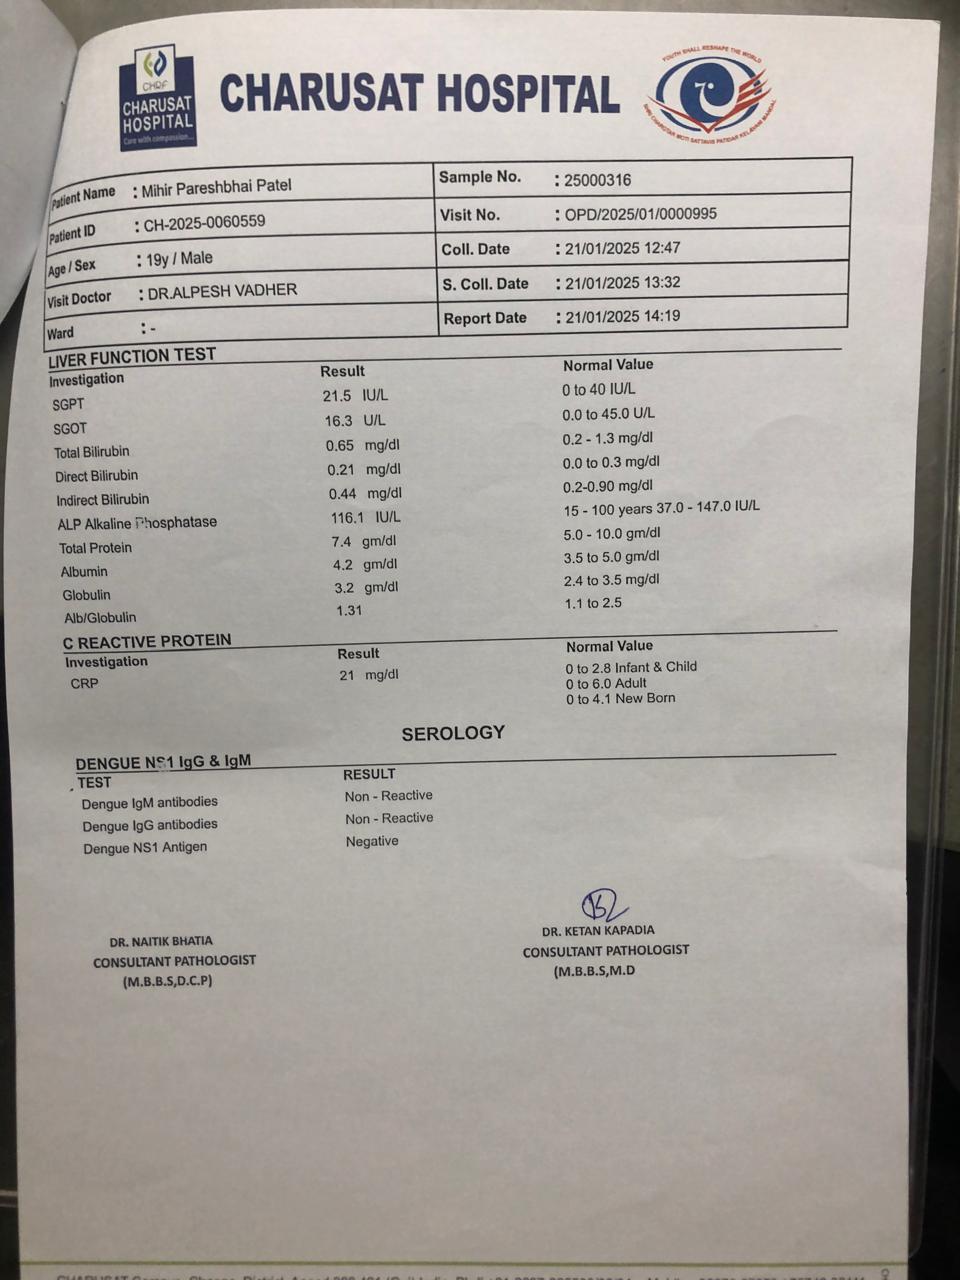 CHRF
CHARUSAT
HOSPITAL
Care with compassion...
CHARUSAT HOSPITAL
YOUTH SHALL RESHAPE THE WORLD
SHRI CHAROTAR MOTI SATTAVIS PATIDAR KELAVANI MANDAL
Patient Name : Mihir Pareshbhai Patel
Patient ID : CH-2025-0060559
Age / Sex : 19y / Male
Visit Doctor : DR.ALPESH VADHER
Ward : -
Sample No. : 25000316
Visit No. : OPD/2025/01/0000995
Coll. Date : 21/01/2025 12:47
S. Coll. Date : 21/01/2025 13:32
Report Date : 21/01/2025 14:19
LIVER FUNCTION TEST
Investigation Result Normal Value
SGPT 21.5 IU/L 0 to 40 IU/L
SGOT 16.3 U/L 0.0 to 45.0 U/L
Total Bilirubin 0.65 mg/dl 0.2 - 1.3 mg/dl
Direct Bilirubin 0.21 mg/dl 0.0 to 0.3 mg/dl
Indirect Bilirubin 0.44 mg/dl 0.2-0.90 mg/dl
ALP Alkaline Phosphatase 116.1 IU/L 15 - 100 years 37.0 - 147.0 IU/L
Total Protein 7.4 gm/dl 5.0 - 10.0 gm/dl
Albumin 4.2 gm/dl 3.5 to 5.0 gm/dl
Globulin 3.2 gm/dl 2.4 to 3.5 mg/dl
Alb/Globulin 1.31 1.1 to 2.5
C REACTIVE PROTEIN
Investigation Result Normal Value
CRP 21 mg/dl 0 to 2.8 Infant & Child
0 to 6.0 Adult
0 to 4.1 New Born
SEROLOGY
DENGUE NS1 IgG & IgM
TEST RESULT
Dengue IgM antibodies Non - Reactive
Dengue IgG antibodies Non - Reactive
Dengue NS1 Antigen Negative
DR. NAITIK BHATIA
CONSULTANT PATHOLOGIST
(M.B.B.S,D.C.P)
DR. KETAN KAPADIA
CONSULTANT PATHOLOGIST
(M.B.B.S,M.D